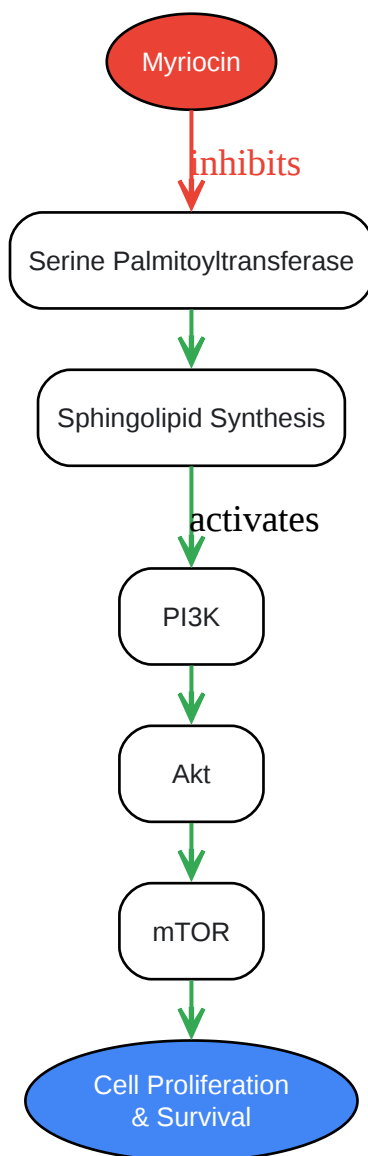 Myriocin
inhibits
Serine Palmitoyltransferase
Sphingolipid Synthesis
activates
PI3K
Akt
mTOR
Cell Proliferation
& Survival